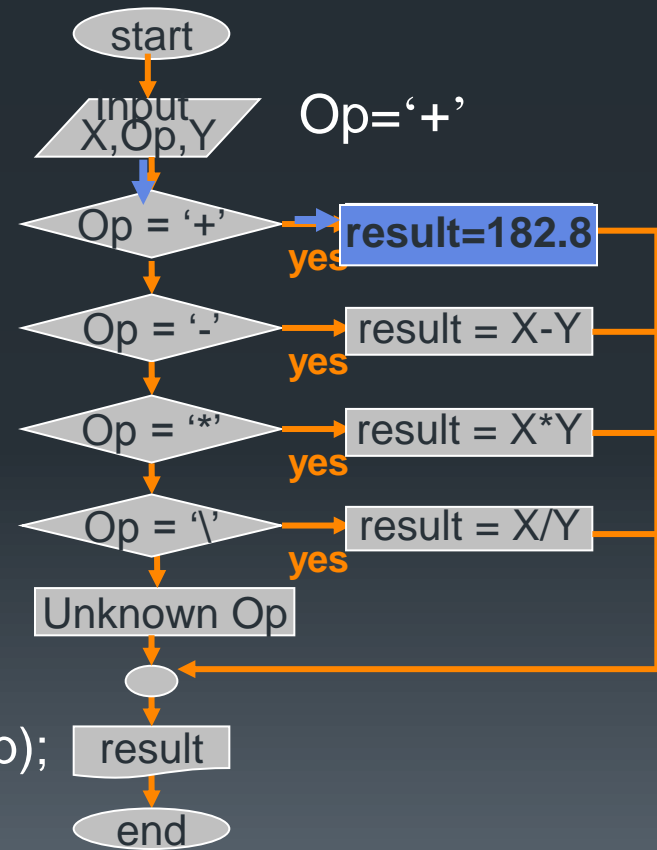 start
Input
X,Op,Y
Op=‘+’
Op = ‘+’
yes
result=182.8
Op = ‘-’
yes
result = X-Y
Op = ‘*’
yes
result = X*Y
Op = ‘\’
yes
result = X/Y
Unknown Op
);
result
end